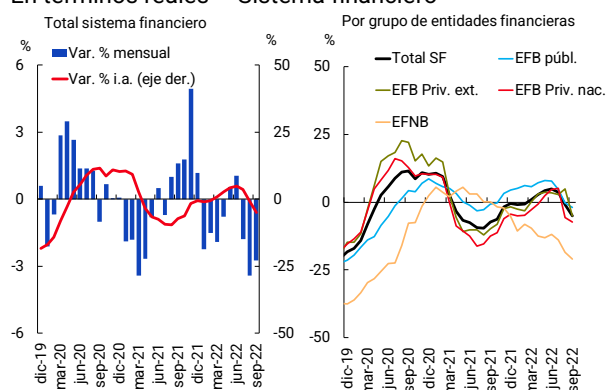 En términos reales – Sistema financiero
Total sistema financiero
Por grupo de entidades financieras
%
%
%
6
3
0
-3
-6
50
25
0
-25
-50
Var. % mensual
Var. % i.a. (eje der.)
dic-19
mar-20
jun-20
sep-20
dic-20
mar-21
jun-21
sep-21
dic-21
mar-22
jun-22
sep-22
50
25
0
-25
-50
Total SF
EFB públ.
EFB Priv. ext.
EFB Priv. nac.
EFNB
dic-19
mar-20
jun-20
sep-20
dic-20
mar-21
jun-21
sep-21
dic-21
mar-22
jun-22
sep-22